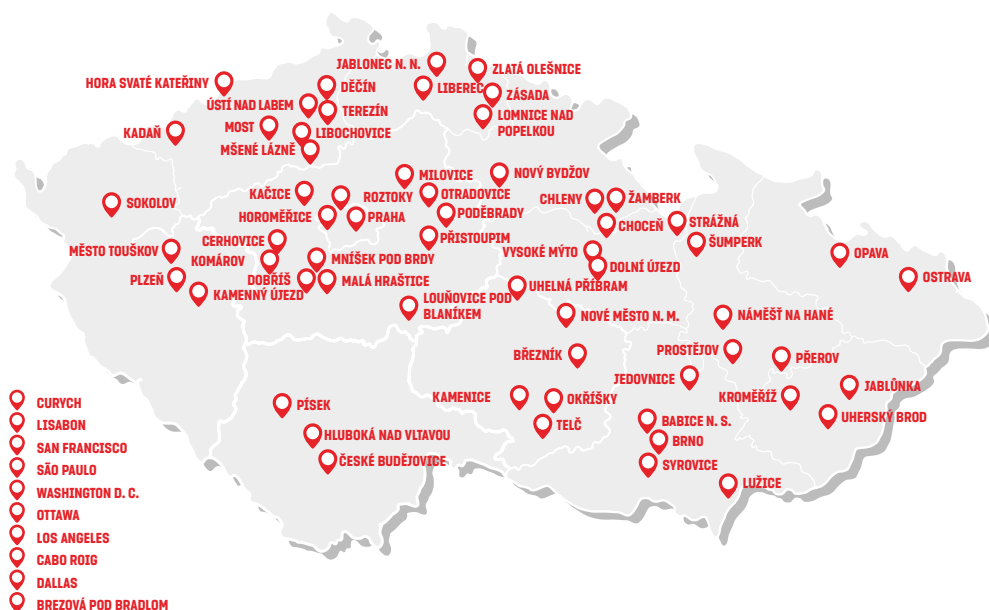 JABLONEC N. N.
ZLATÁ OLEŠNICE
HORA SVATÉ KATEŘINY
DĚČÍN
LIBEREC
ZÁSADA
ÚSTÍ NAD LABEM
TEREZÍN
LOMNICE NAD
POPELKOU
KADAŇ
MOST
LIBOCHOVICE
MŠENÉ LÁZNĚ
MILOVICE
NOVÝ BYDŽOV
KAČICE
ROZTOKY
OTRADOVICE
CHLENY
ŽAMBERK
SOKOLOV
HOROMĚŘICE
PRAHA
PODĚBRADY
CHOCEŇ
STRÁŽNÁ
CERHOVICE
PŘISTOUPIM
ŠUMPERK
MĚSTO TOUŠKOV
KOMÁROV
MNÍŠEK POD BRDY
VYSOKÉ MÝTO
OPAVA
DOLNÍ ÚJEZD
PLZEŇ
DOBŘÍŠ
MALÁ HRAŠTICE
UHELNÁ PŘÍBRAM
OSTRAVA
KAMENNÝ ÚJEZD
LOUŇOVICE POD
BLANÍKEM
NOVÉ MĚSTO N. M.
NÁMĚŠŤ NA HANÉ
BŘEZNÍK
PROSTĚJOV
PŘEROV
JEDOVNICE
JABLŮNKA
KAMENICE
OKŘÍŠKY
KROMĚŘÍŽ
PÍSEK
UHERSKÝ BROD
TELČ
BABICE N. S.
HLUBOKÁ NAD VLTAVOU
BRNO
ČESKÉ BUDĚJOVICE
SYROVICE
LUŽICE
CURYCH
LISABON
SAN FRANCISCO
SÃO PAULO
WASHINGTON D. C.
OTTAWA
LOS ANGELES
CABO ROIG
DALLAS
BREZOVÁ POD BRADLOM